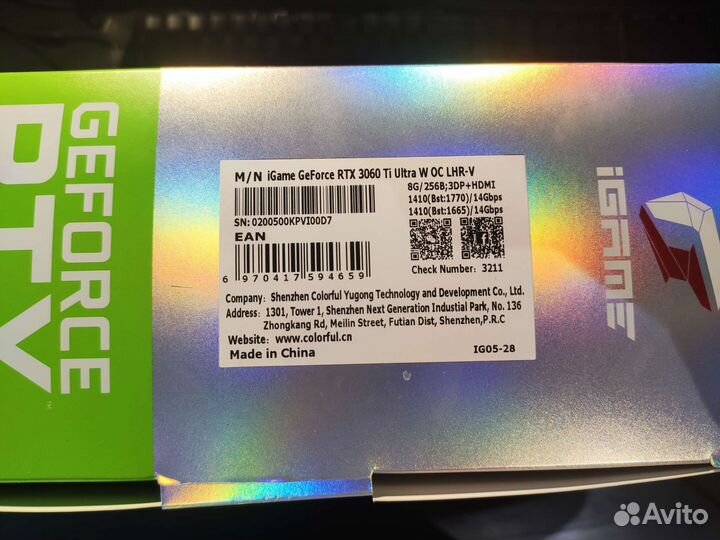 GEFORCE
RTX
TM
M/N iGame GeForce RTX 3060 Ti Ultra W OC LHR-V
8G/256B;3DP+HDMI
1410(Bst:1770)/14Gbps
1410(Bst:1665)/14Gbps
SN:0200500KPVI00D7
EAN
6 970417 594659
Check Number: 3211
Company: Shenzhen Colorful Yugong Technology and Development Co., Ltd.
Address: 1301, Tower 1, Shenzhen Next Generation Industial Park, No. 136
Zhongkang Rd, Meilin Street, Futian Dist, Shenzhen,P.R.C
Website: www.colorful.cn
Made in China
IG05-28
iGAME
Avito